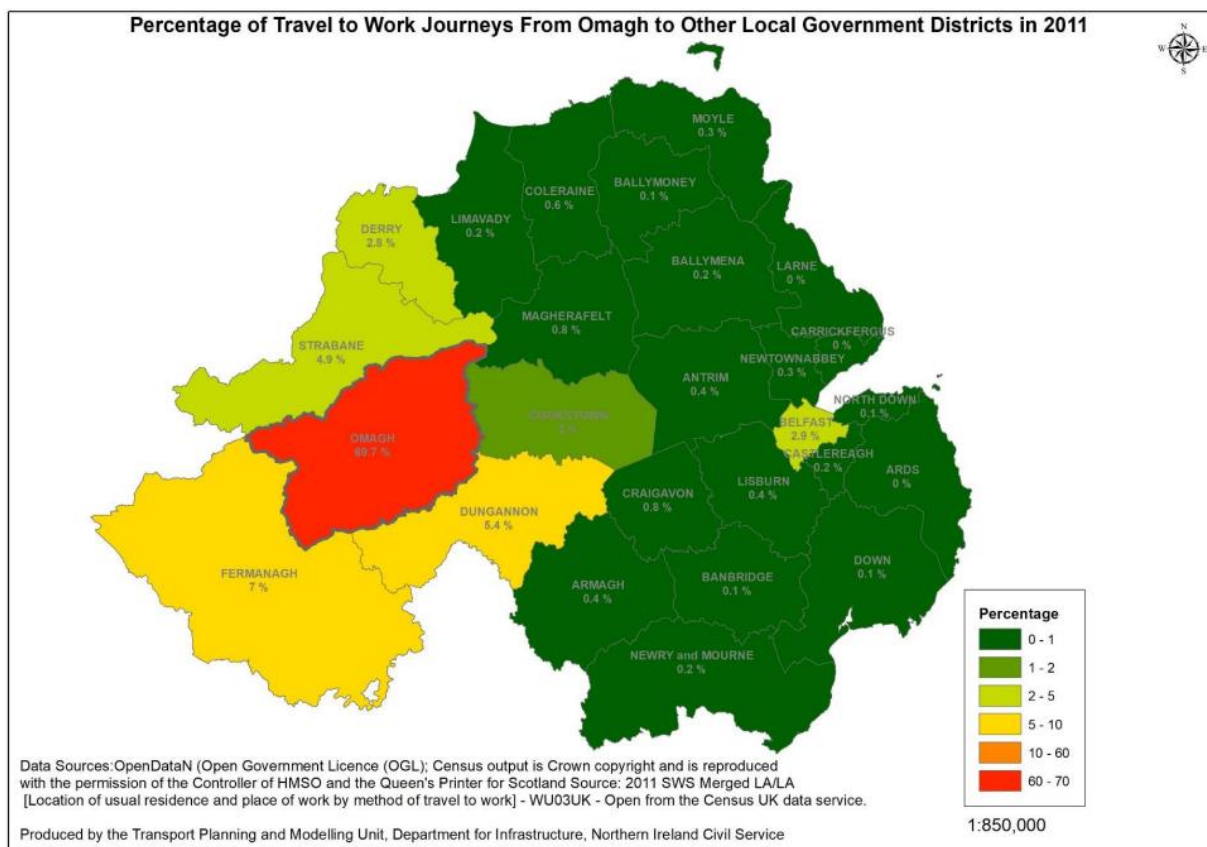 Percentage of Travel to Work Journeys From Omagh to Other Local Government Districts in 2011
N
W E
S
MOYLE
0.3 %
COLERAINE
0.6 %
BALLYMONEY
0.1 %
LIMAVADY
0.2 %
DERRY
2.8 %
BALLYMENA
0.2 %
LARNE
0 %
MAGHERAFELT
0.8 %
CARRICKFERGUS
0 %
STRABANE
4.9 %
NEWTOWNABBEY
0.3 %
ANTRIM
0.4 %
NORTH DOWN
0.1 %
COOKSTOWN
2 %
BELFAST
2.9 %
OMAGH
69.7 %
CASTLEREAGH
0.2 %
ARDS
0 %
LISBURN
0.4 %
CRAIGAVON
0.8 %
DUNGANNON
5.4 %
DOWN
0.1 %
FERMANAGH
7 %
ARMAGH
0.4 %
BANBRIDGE
0.1 %
NEWRY and MOURNE
0.2 %
Percentage
0 - 1
1 - 2
2 - 5
5 - 10
10 - 60
60 - 70
Data Sources:OpenDataN (Open Government Licence (OGL); Census output is Crown copyright and is reproduced
with the permission of the Controller of HMSO and the Queen's Printer for Scotland Source: 2011 SWS Merged LA/LA
[Location of usual residence and place of work by method of travel to work] - WU03UK - Open from the Census UK data service.
Produced by the Transport Planning and Modelling Unit, Department for Infrastructure, Northern Ireland Civil Service
1:850,000